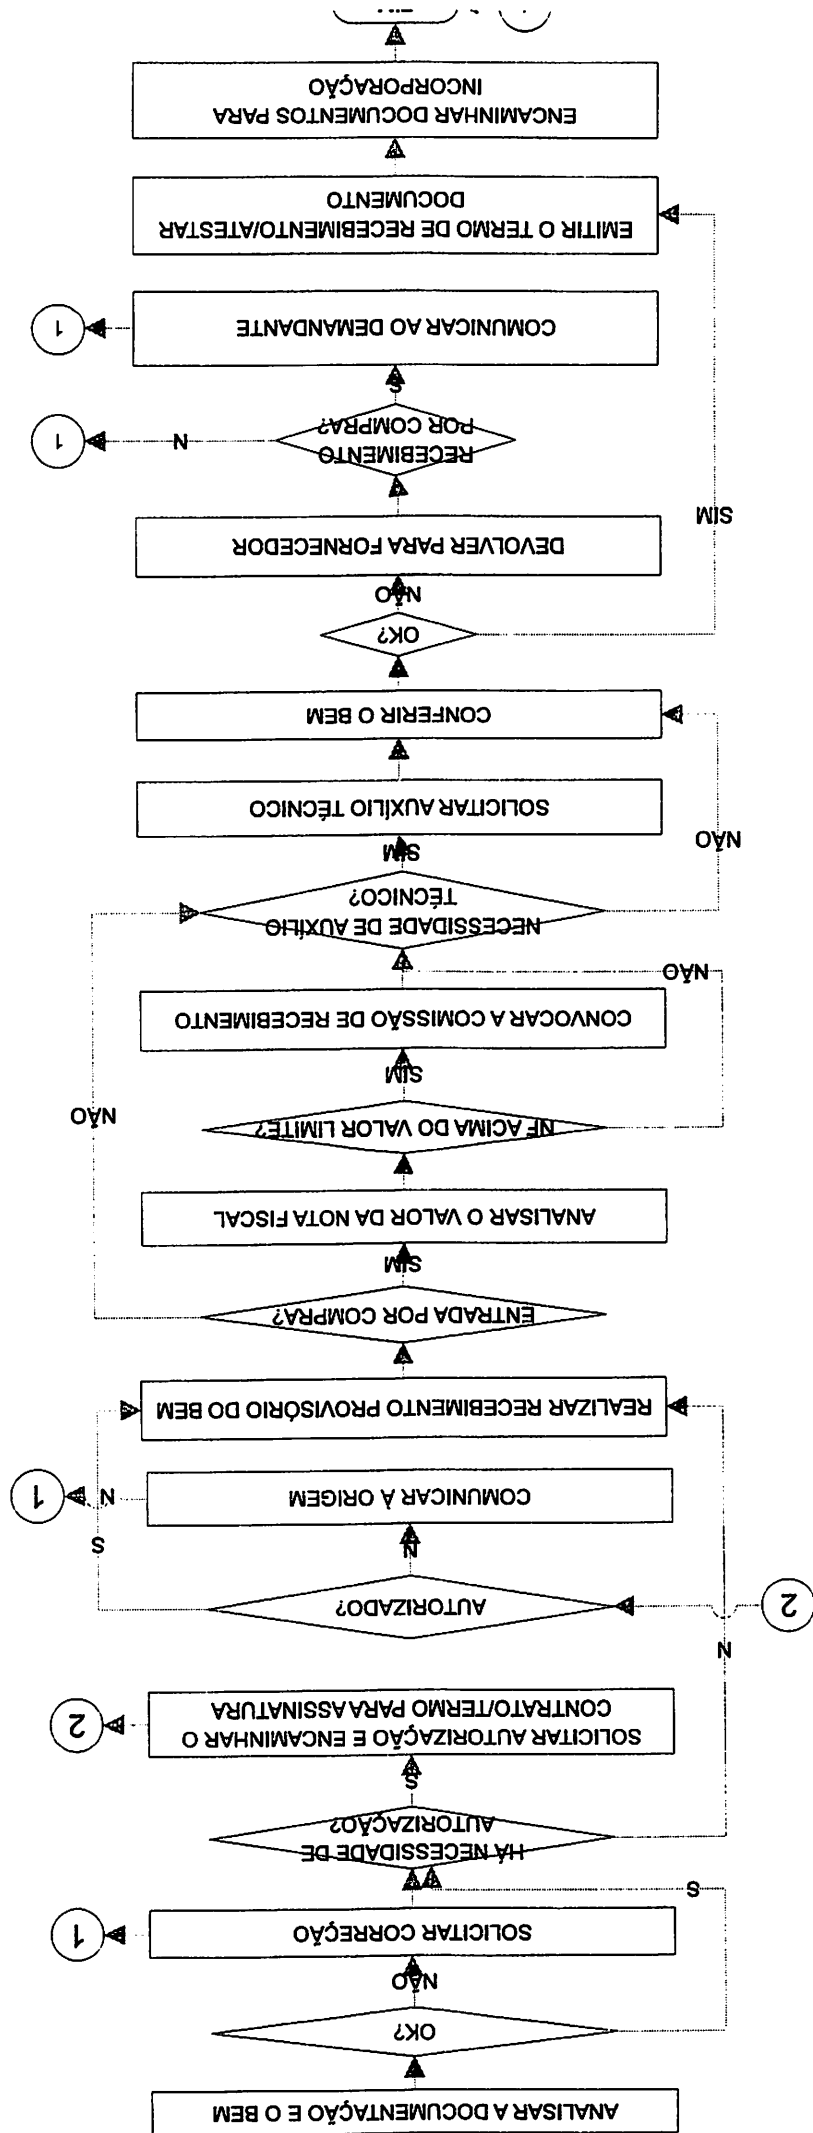 ANALISAR A DOCUMENTAÇÃO E O BEM
OK?
NÃO
S
SOLICITAR CORREÇÃO
1
HÁ NECESSIDADE DE
AUTORIZAÇÃO?
S
N
SOLICITAR AUTORIZAÇÃO E ENCAMINHAR O
CONTRATO/TERMO PARA ASSINATURA
2
2
AUTORIZADO?
N
S
COMUNICAR À ORIGEM
N
1
REALIZAR RECEBIMENTO PROVISÓRIO DO BEM
ENTRADA POR COMPRA?
SIM
NÃO
ANALISAR O VALOR DA NOTA FISCAL
NF ACIMA DO VALOR LIMITE?
SIM
NÃO
CONVOCAR A COMISSÃO DE RECEBIMENTO
NECESSIDADE DE AUXÍLIO
TÉCNICO?
SIM
NÃO
SOLICITAR AUXÍLIO TÉCNICO
CONFERIR O BEM
OK?
NÃO
SIM
DEVOLVER PARA FORNECEDOR
RECEBIMENTO
POR COMPRA?
N
1
S
COMUNICAR AO DEMANDANTE
1
EMITIR O TERMO DE RECEBIMENTO/ATESTAR
DOCUMENTO
ENCAMINHAR DOCUMENTOS PARA
INCORPORAÇÃO